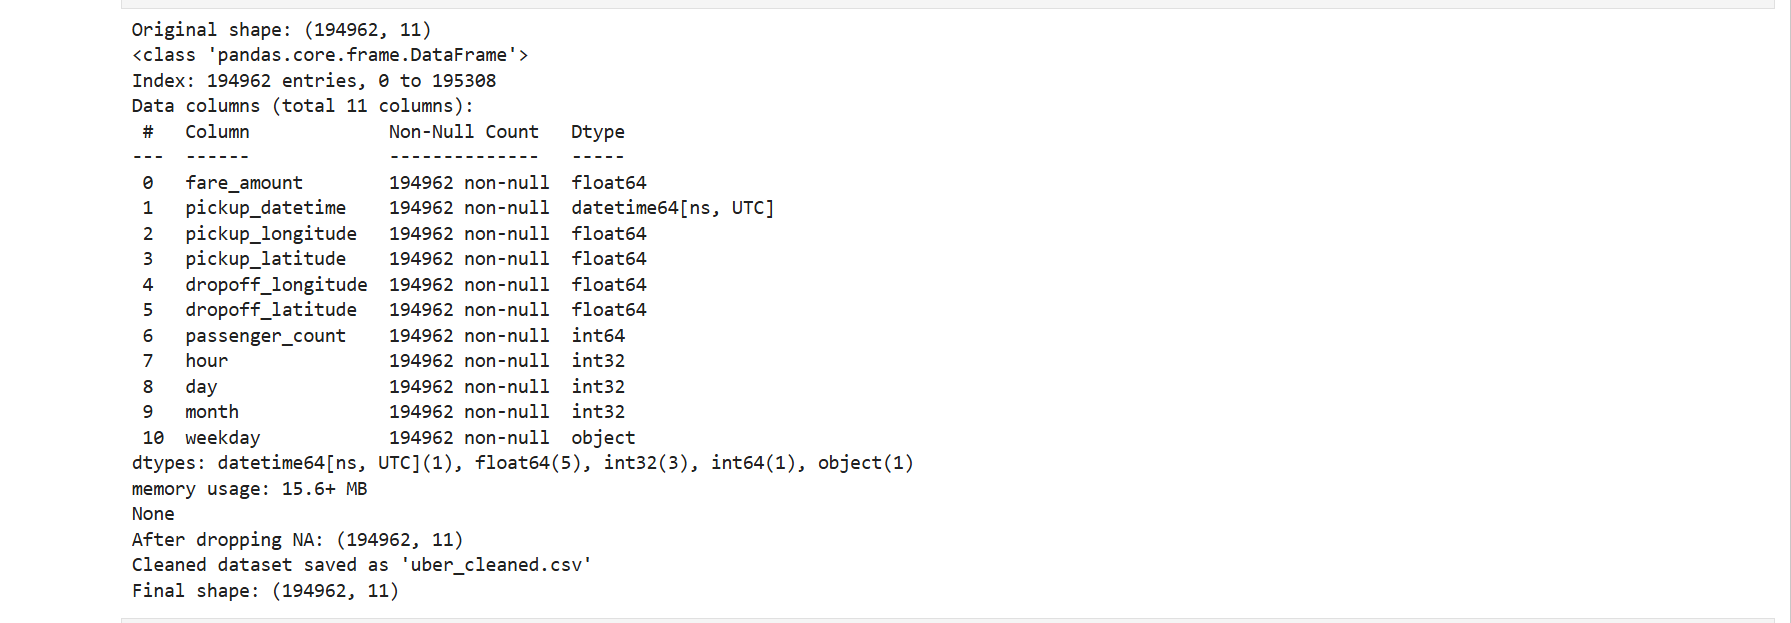 Original shape: (194962, 11)
<class 'pandas.core.frame.DataFrame'>
Index: 194962 entries, 0 to 195308
Data columns (total 11 columns):
 #   Column             Non-Null Count   Dtype
---  ------             --------------   -----
 0   fare_amount        194962 non-null  float64
 1   pickup_datetime    194962 non-null  datetime64[ns, UTC]
 2   pickup_longitude   194962 non-null  float64
 3   pickup_latitude    194962 non-null  float64
 4   dropoff_longitude  194962 non-null  float64
 5   dropoff_latitude   194962 non-null  float64
 6   passenger_count    194962 non-null  int64
 7   hour               194962 non-null  int32
 8   day                194962 non-null  int32
 9   month              194962 non-null  int32
 10  weekday            194962 non-null  object
dtypes: datetime64[ns, UTC](1), float64(5), int32(3), int64(1), object(1)
memory usage: 15.6+ MB
None
After dropping NA: (194962, 11)
Cleaned dataset saved as 'uber_cleaned.csv'
Final shape: (194962, 11)